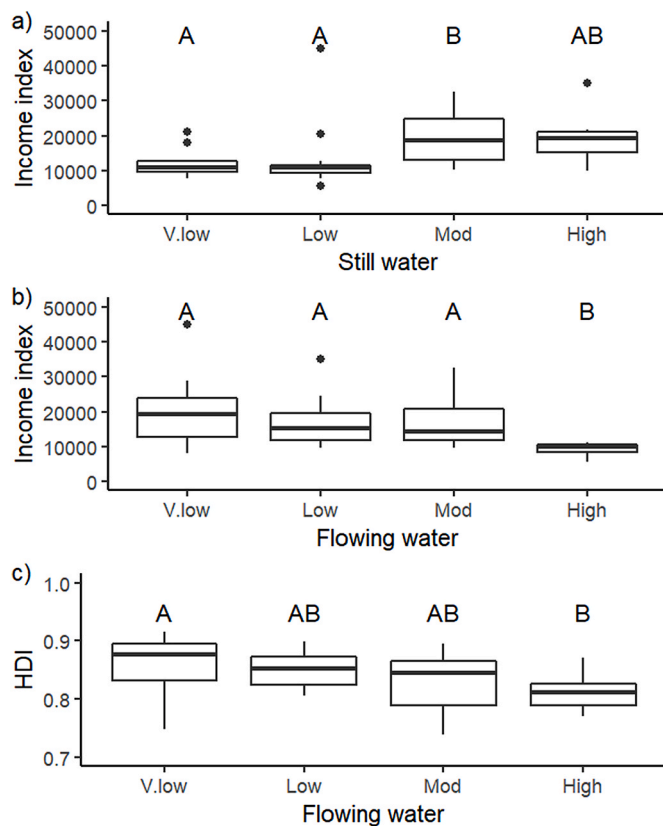 a)
Income index
50000
40000
30000
20000
10000
0
A A B AB
V.low Low Mod High
Still water
b)
Income index
50000
40000
30000
20000
10000
0
A A A B
V.low Low Mod High
Flowing water
c)
HDI
1.0
0.9
0.8
0.7
A AB AB B
V.low Low Mod High
Flowing water